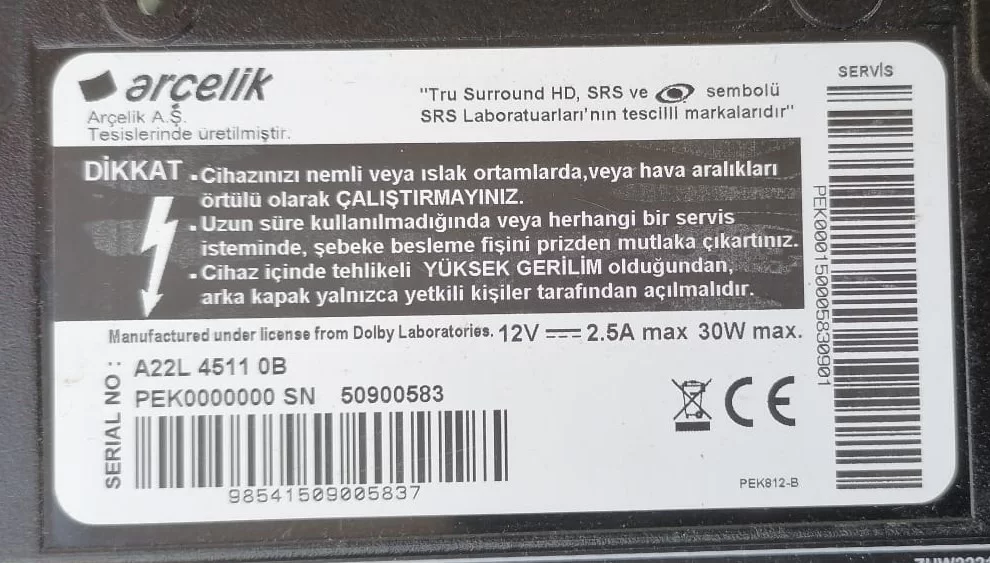 arçelik
Arçelik A.Ş.
Tesislerinde üretilmiştir.
"Tru Surround HD, SRS ve sembolü
SRS Laboratuarları'nın tescilli markalarıdır"
SERVİS
DİKKAT
• Cihazınızı nemli veya ıslak ortamlarda,veya hava aralıkları
örtülü olarak ÇALIŞTIRMAYINIZ.
• Uzun süre kullanılmadığında veya herhangi bir servis
isteminde, şebeke besleme fişini prizden mutlaka çıkartınız.
• Cihaz içinde tehlikeli YÜKSEK GERİLİM olduğundan,
arka kapak yalnızca yetkili kişiler tarafından açılmalıdır.
Manufactured under license from Dolby Laboratories. 12V 2.5A max 30W max.
SERIAL NO :
A22L 4511 0B
PEK0000000 SN 50900583
98541509005837
CE
PEK812-B
PEK000150005830901